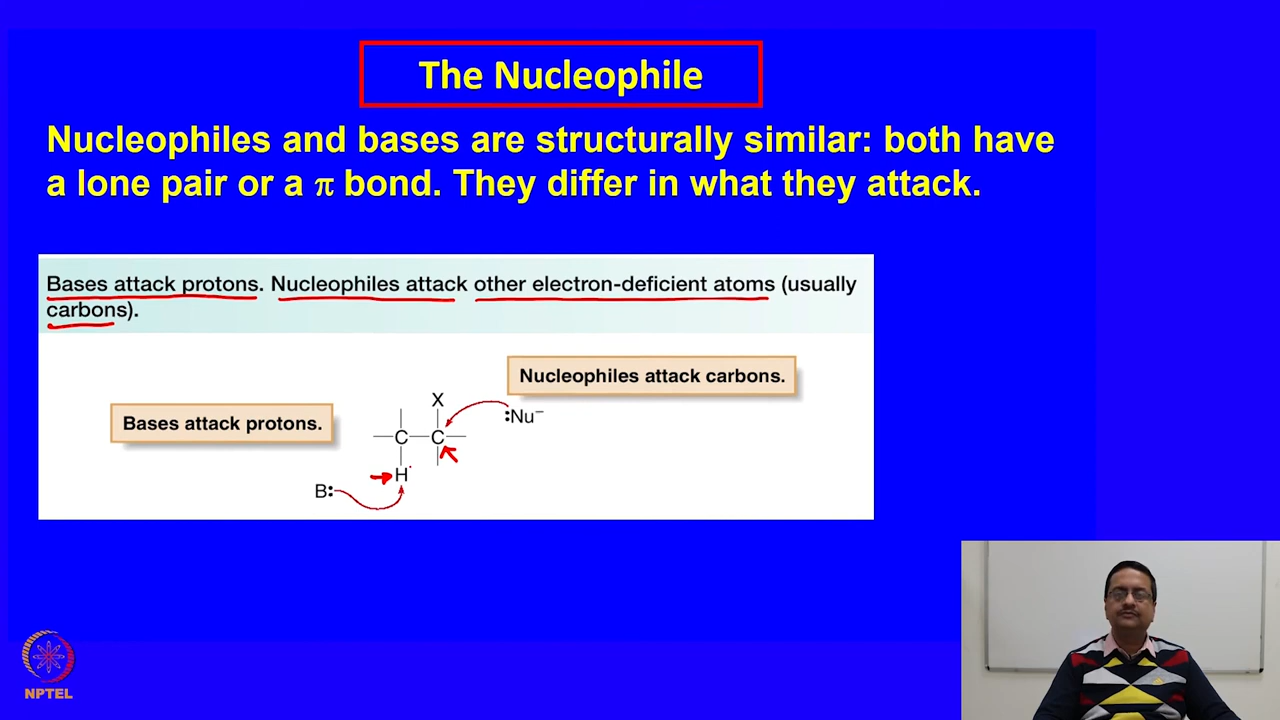 The Nucleophile
Nucleophiles and bases are structurally similar: both have
a lone pair or a π bond. They differ in what they attack.
Bases attack protons. Nucleophiles attack other electron-deficient atoms (usually
carbons).
Nucleophiles attack carbons.
X
:Nu⁻
Bases attack protons.
C C
H
B:
NPTEL